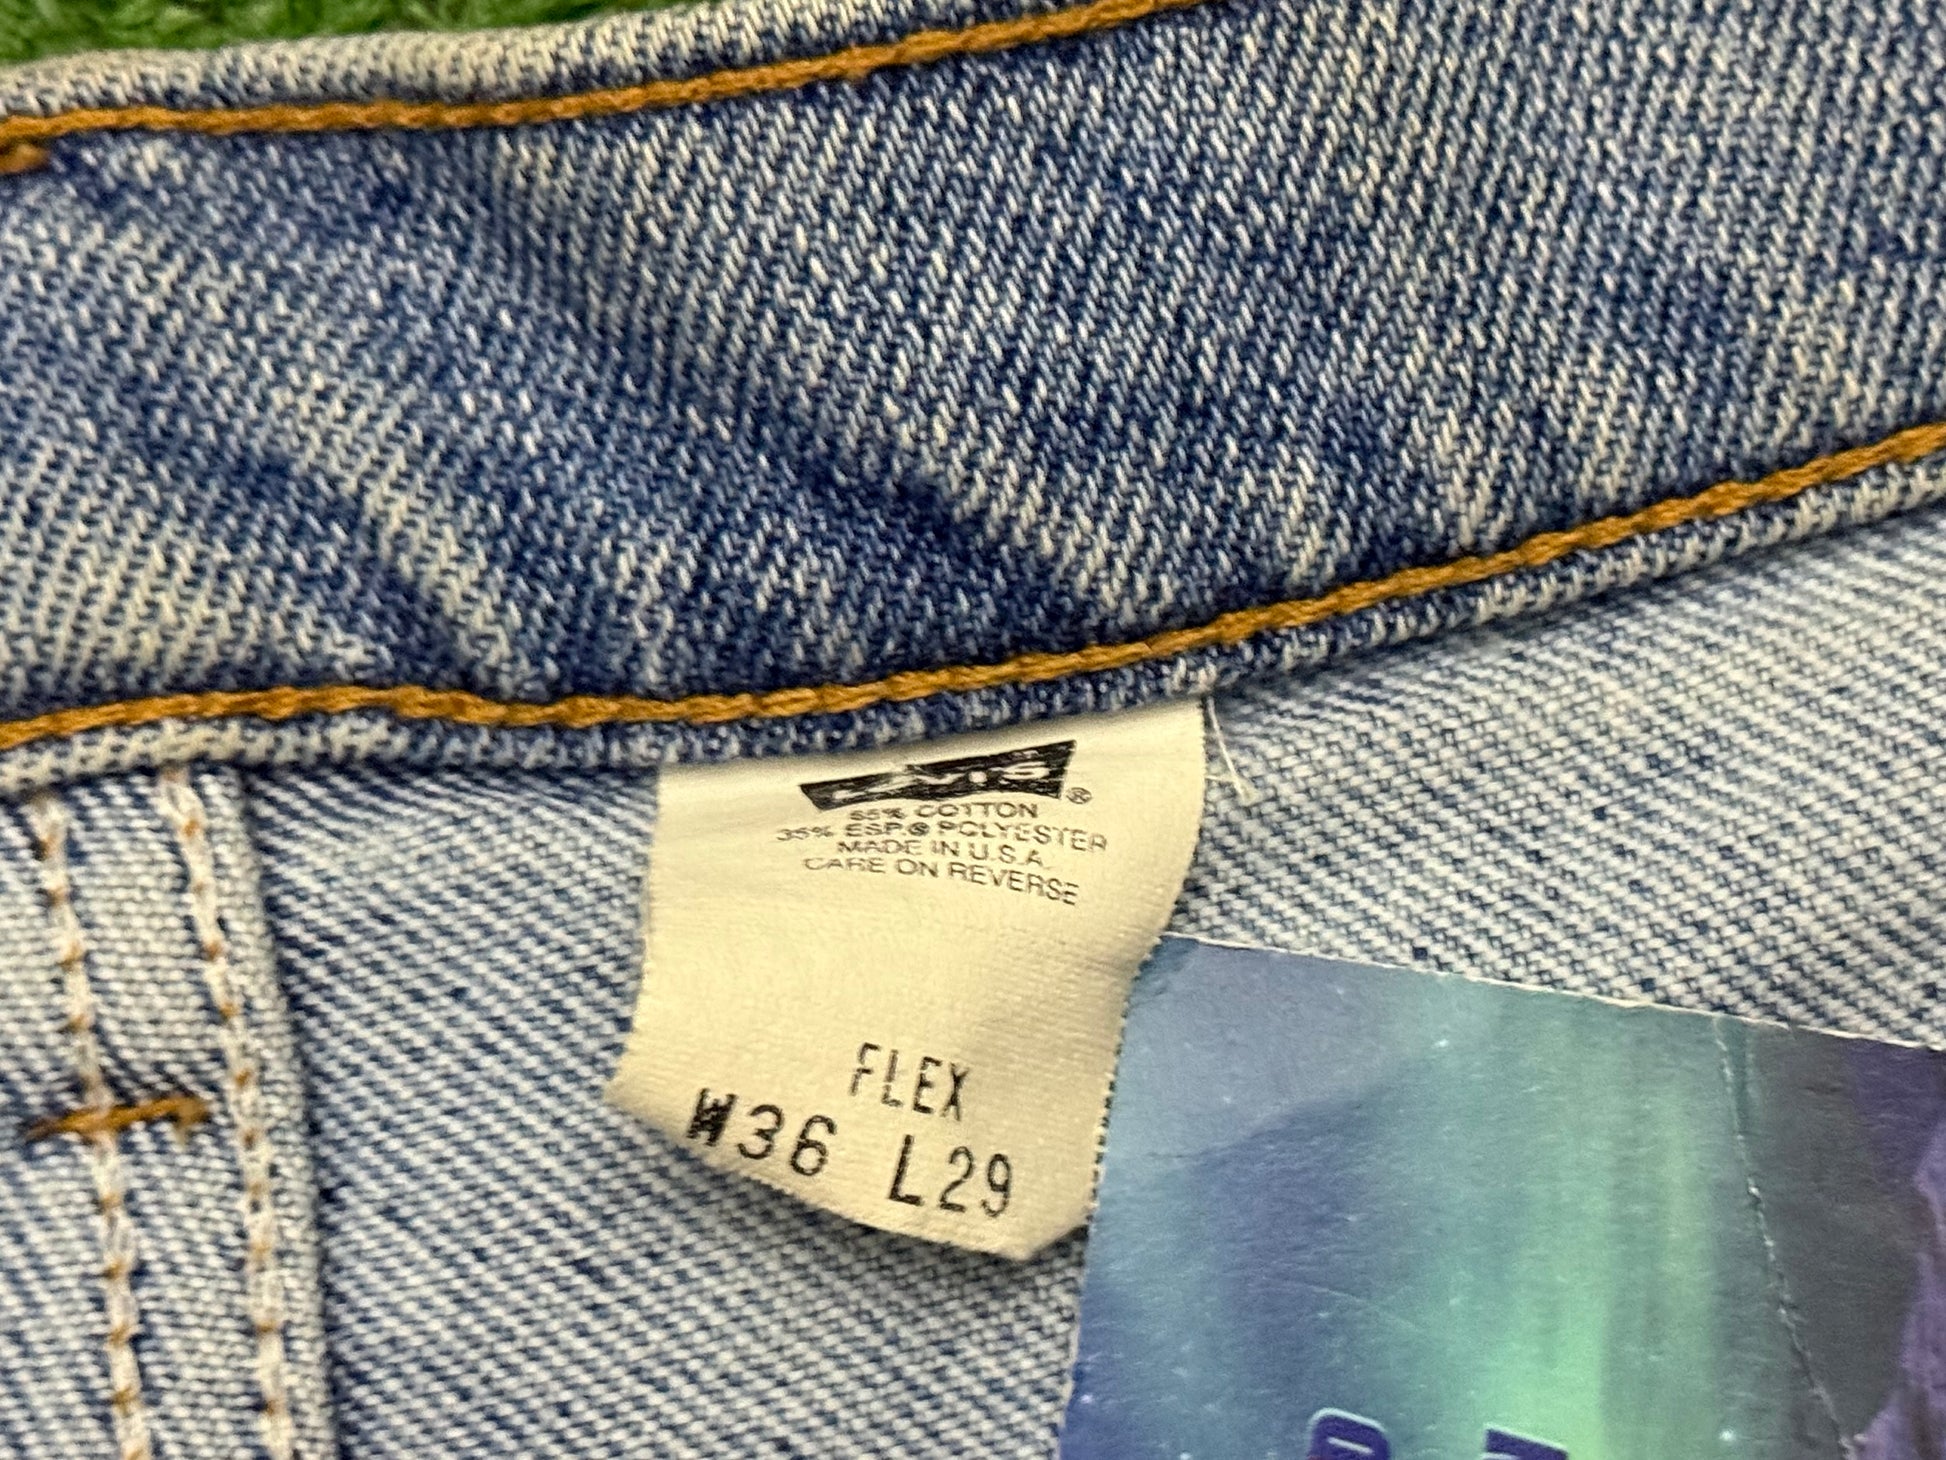 LEVI'S ®
65% COTTON
35% ESP.® POLYESTER
MADE IN U.S.A.
CARE ON REVERSE
FLEX
W36 L29